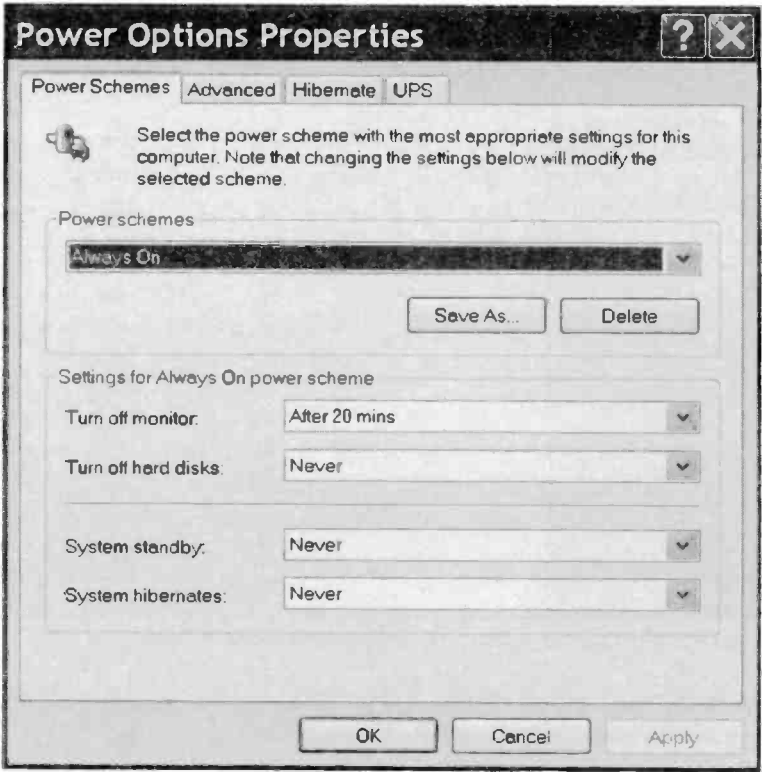 Power Options Properties
Power Schemes Advanced Hibernate UPS
Select the power scheme with the most appropriate settings for this
computer. Note that changing the settings below will modify the
selected scheme.
Power schemes
Always On
Save As... Delete
Settings for Always On power scheme
Turn off monitor: After 20 mins
Turn off hard disks: Never
System standby: Never
System hibernates: Never
OK Cancel Apply